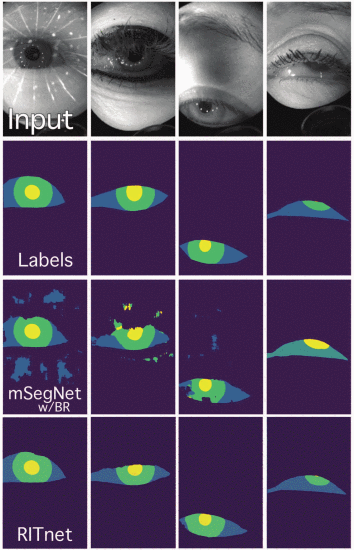 Input
Labels
mSegNet
w/BR
RITnet